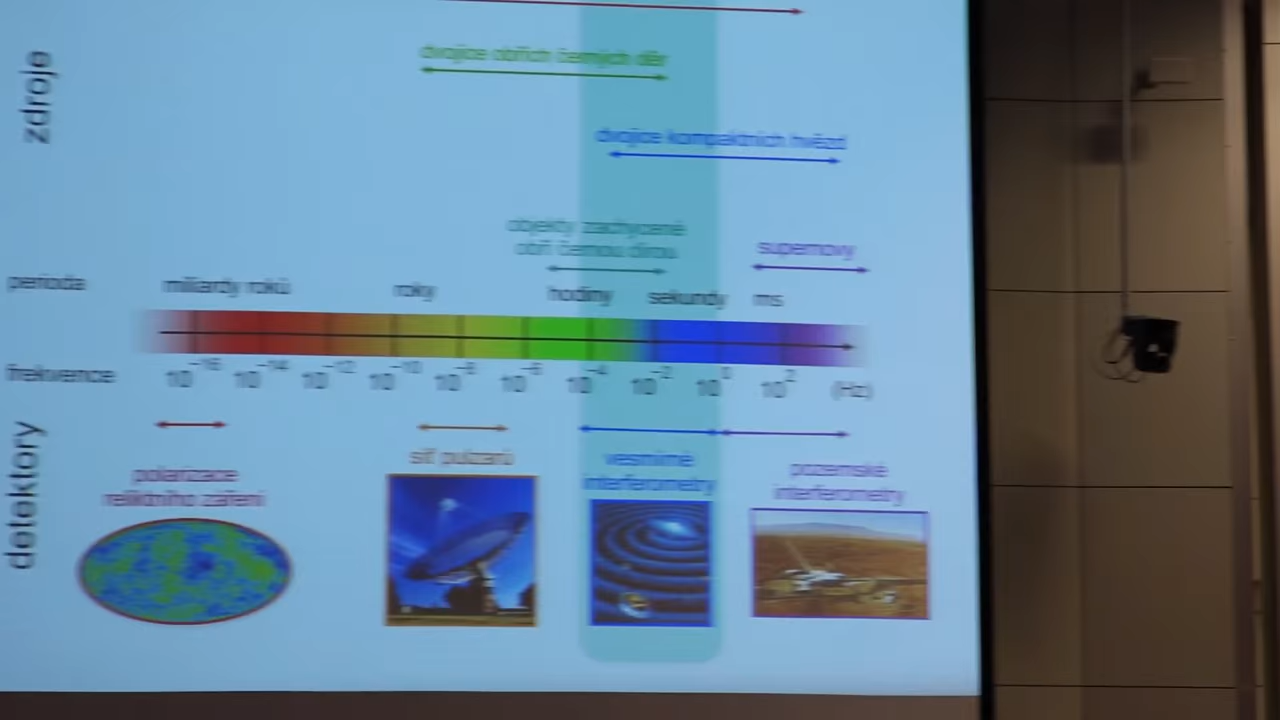 zdroje
dvojice obřích černých děr
dvojice kompaktních hvězd
objekty zachycené
obří černou dírou
supernovy
perioda
miliardy roků
roky
hodiny
sekundy
ms
frekvence
10⁻¹⁶ 10⁻¹⁴ 10⁻¹² 10⁻¹⁰ 10⁻⁸ 10⁻⁶ 10⁻⁴ 10⁻² 10⁰ 10² (Hz)
detektory
polarizace
reliktního záření
síť pulzarů
vesmírné
interferometry
pozemské
interferometry